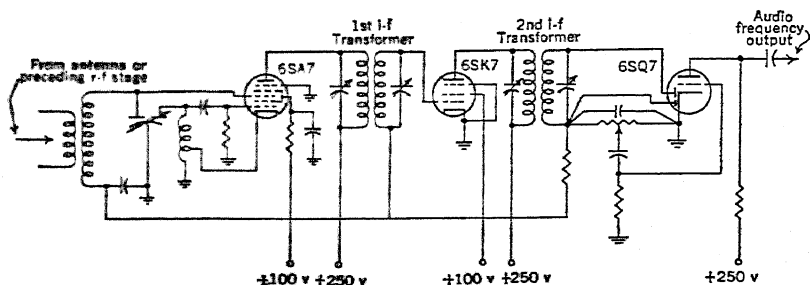 From antenna or
preceding r-f stage
6SA7
1st i-f
Transformer
6SK7
2nd i-f
Transformer
6SQ7
Audio
frequency
output
+100 v +250 v
+100 v +250 v
+250 v